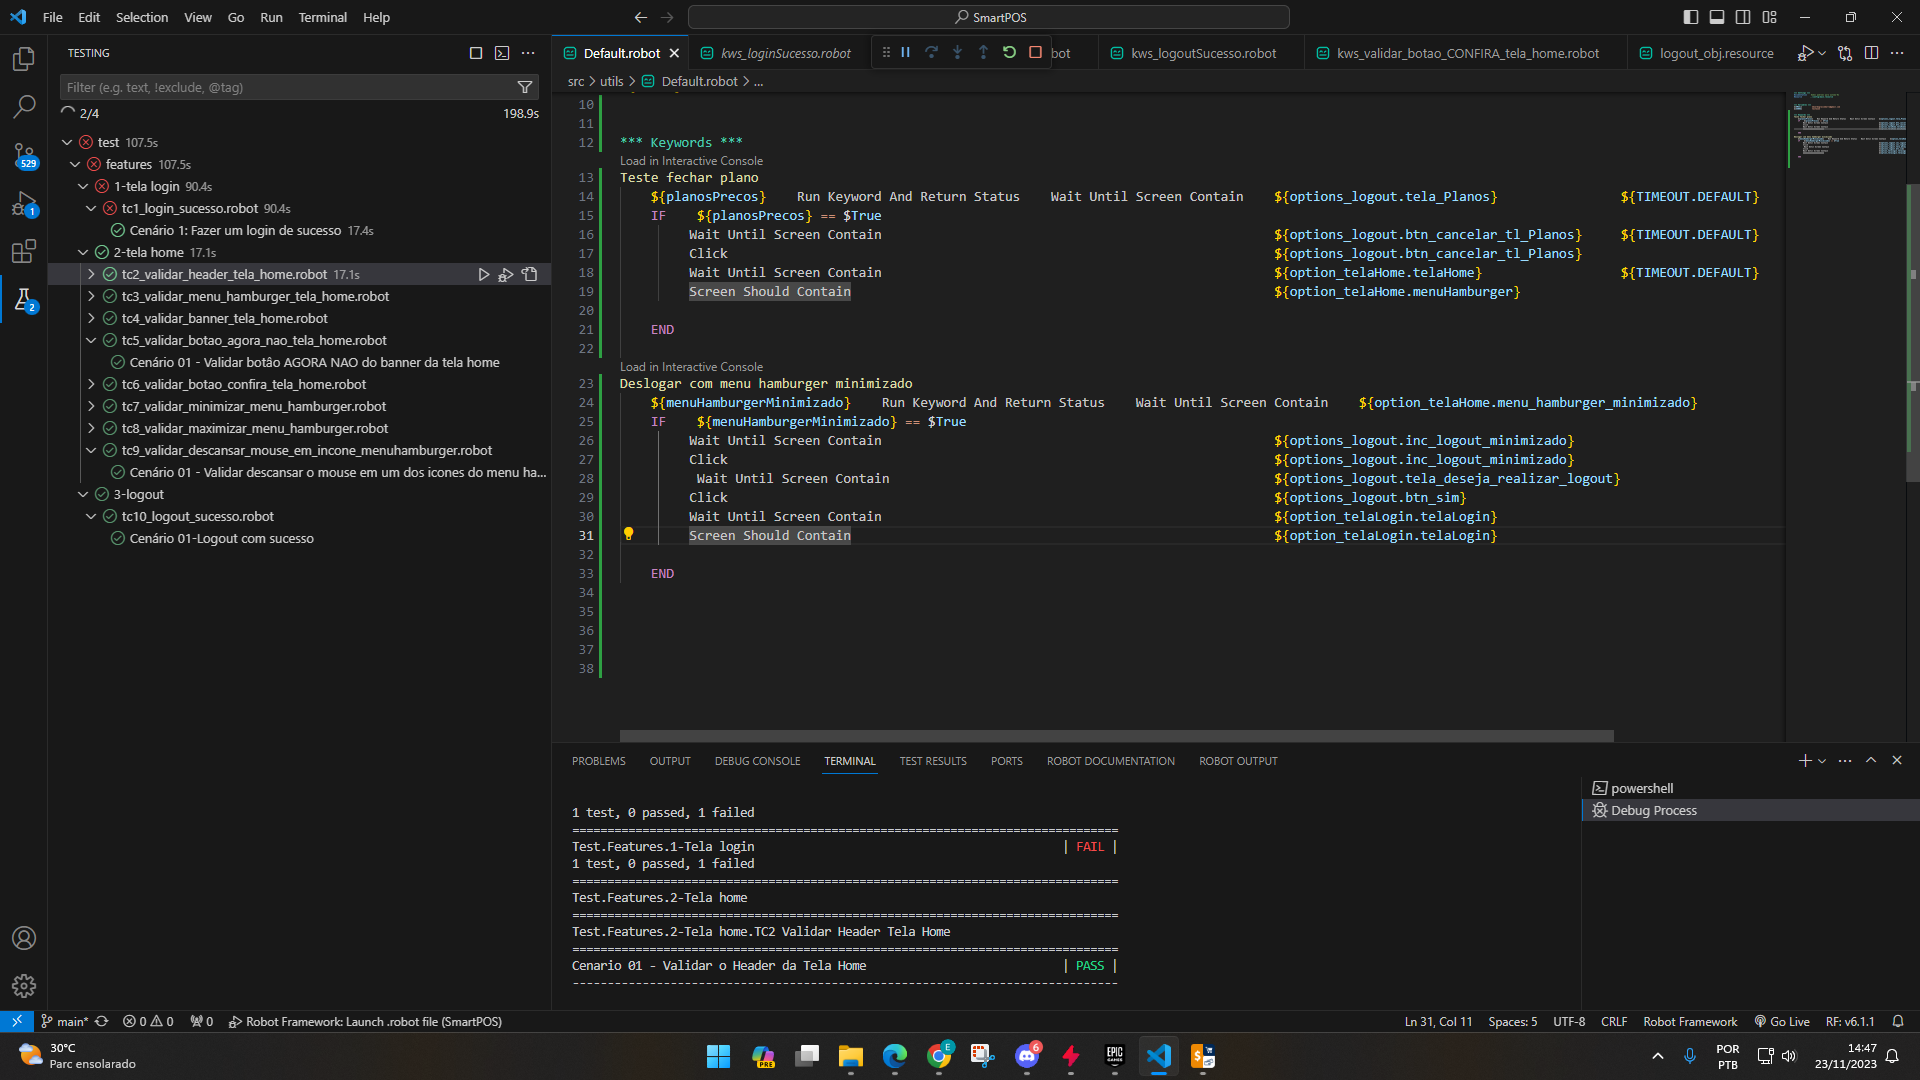 File Edit Selection View Go Run Terminal Help
SmartPOS
TESTING
Filter (e.g. text, !exclude, @tag)
2/4 198.9s
test 107.5s
features 107.5s
1-tela login 90.4s
tc1_login_sucesso.robot 90.4s
Cenário 1: Fazer um login de sucesso 17.4s
2-tela home 17.1s
tc2_validar_header_tela_home.robot 17.1s
tc3_validar_menu_hamburger_tela_home.robot
tc4_validar_banner_tela_home.robot
tc5_validar_botao_agora_nao_tela_home.robot
Cenário 01 - Validar botâo AGORA NAO do banner da tela home
tc6_validar_botao_confira_tela_home.robot
tc7_validar_minimizar_menu_hamburger.robot
tc8_validar_maximizar_menu_hamburger.robot
tc9_validar_descansar_mouse_em_incone_menuhamburger.robot
Cenário 01 - Validar descansar o mouse em um dos icones do menu ha...
3-logout
tc10_logout_sucesso.robot
Cenário 01-Logout com sucesso
529
1
2
Default.robot kws_loginSucesso.robot bot kws_logoutSucesso.robot kws_validar_botao_CONFIRA_tela_home.robot logout_obj.resource
src > utils > Default.robot > ...
10
11
12 *** Keywords ***
Load in Interactive Console
13 Teste fechar plano
14 ${planosPrecos} Run Keyword And Return Status Wait Until Screen Contain ${options_logout.tela_Planos} ${TIMEOUT.DEFAULT}
15 IF ${planosPrecos} == $True
16 Wait Until Screen Contain ${options_logout.btn_cancelar_tl_Planos} ${TIMEOUT.DEFAULT}
17 Click ${options_logout.btn_cancelar_tl_Planos}
18 Wait Until Screen Contain ${option_telaHome.telaHome} ${TIMEOUT.DEFAULT}
19 Screen Should Contain ${option_telaHome.menuHamburger}
20
21 END
22
Load in Interactive Console
23 Deslogar com menu hamburger minimizado
24 ${menuHamburgerMinimizado} Run Keyword And Return Status Wait Until Screen Contain ${option_telaHome.menu_hamburger_minimizado}
25 IF ${menuHamburgerMinimizado} == $True
26 Wait Until Screen Contain ${options_logout.inc_logout_minimizado}
27 Click ${options_logout.inc_logout_minimizado}
28 Wait Until Screen Contain ${options_logout.tela_deseja_realizar_logout}
29 Click ${options_logout.btn_sim}
30 Wait Until Screen Contain ${option_telaLogin.telaLogin}
31 Screen Should Contain ${option_telaLogin.telaLogin}
32
33 END
34
35
36
37
38
PROBLEMS OUTPUT DEBUG CONSOLE TERMINAL TEST RESULTS PORTS ROBOT DOCUMENTATION ROBOT OUTPUT
powershell
Debug Process
1 test, 0 passed, 1 failed
==============================================================================
Test.Features.1-Tela login | FAIL |
1 test, 0 passed, 1 failed
==============================================================================
Test.Features.2-Tela home
==============================================================================
Test.Features.2-Tela home.TC2 Validar Header Tela Home
==============================================================================
Cenario 01 - Validar o Header da Tela Home | PASS |
------------------------------------------------------------------------------
main* 0 0 0 Robot Framework: Launch .robot file (SmartPOS) Ln 31, Col 11 Spaces: 5 UTF-8 CRLF Robot Framework Go Live RF: v6.1.1
30°C
Parc ensolarado
PRE
E
6
EPIC GAMES
POR
PTB
14:47
23/11/2023